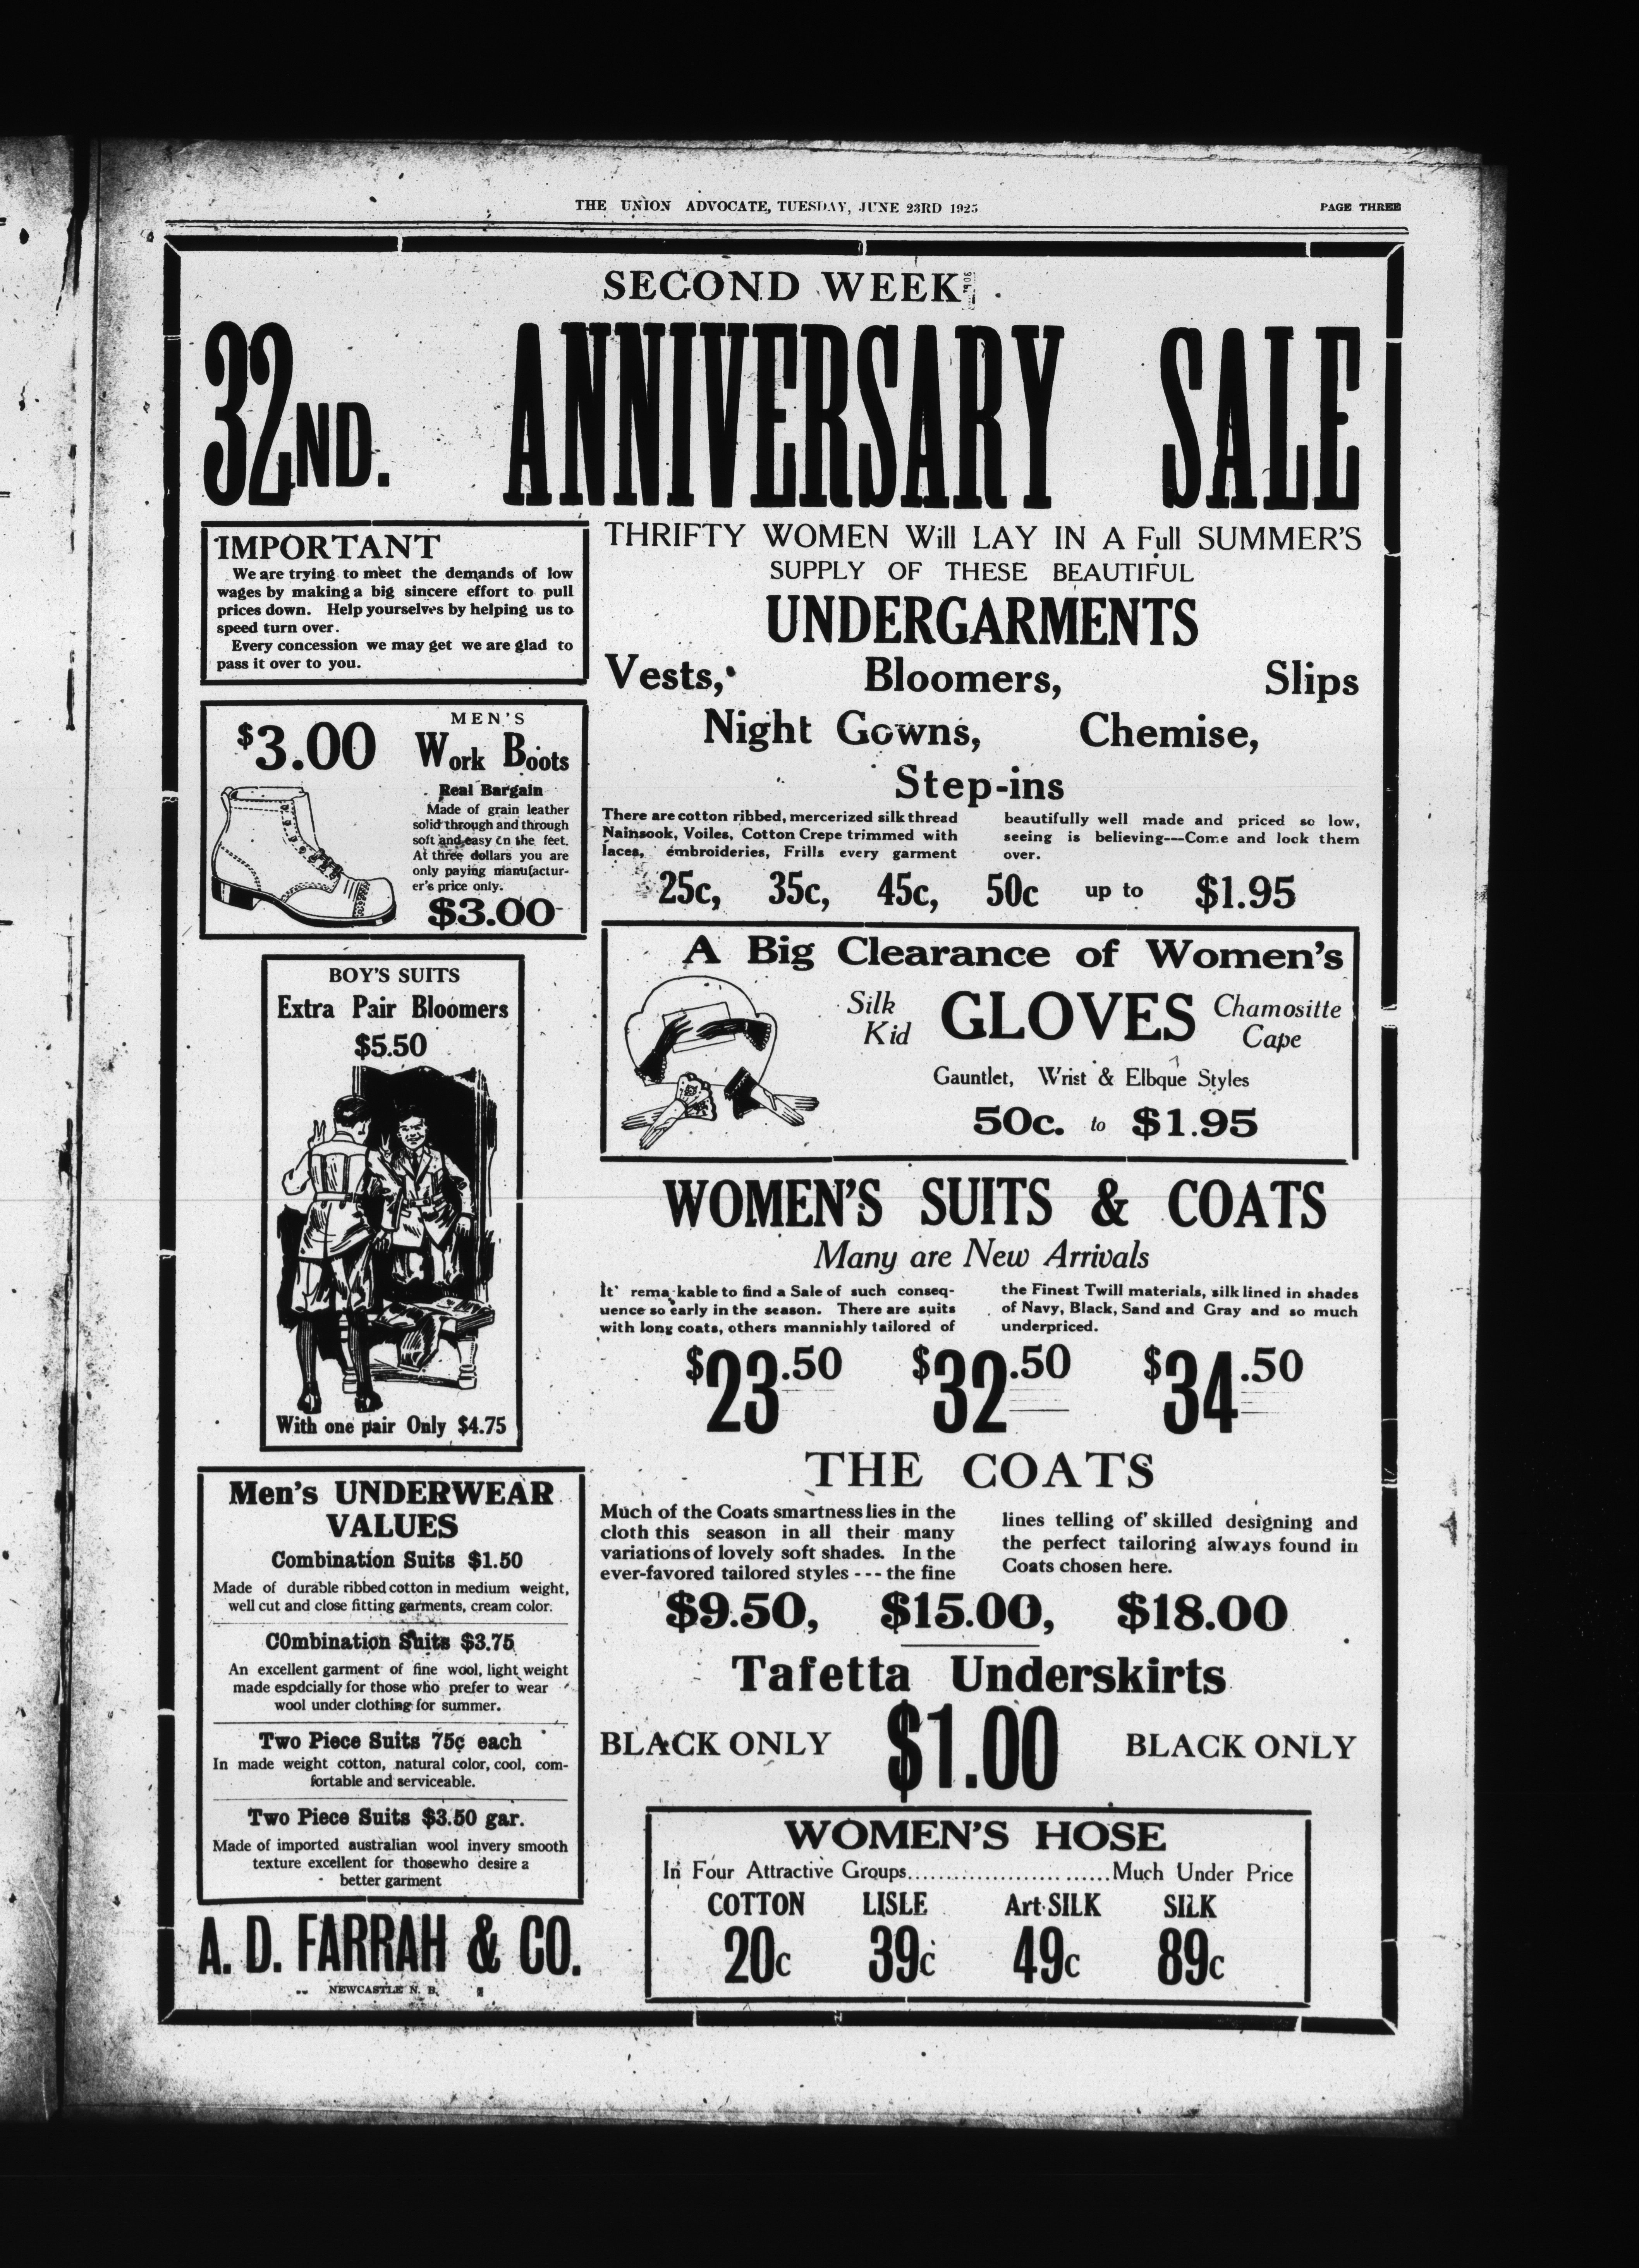 THE UNION ADVOCATE, TUESDAY, JUNE 23RD 1925
PAGE THREE
SECOND WEEK
32ND. ANNIVERSARY SALE
IMPORTANT
We are trying to meet the demands of low
wages by making a big sincere effort to pull
prices down. Help yourselves by helping us to
speed turn over.
Every concession we may get we are glad to
pass it over to you.
$3.00
MEN'S
Work Boots
Real Bargain
Made of grain leather
solid through and through
soft and easy on the feet.
At three dollars you are
only paying manufactur-
er's price only.
$3.00
BOY'S SUITS
Extra Pair Bloomers
$5.50
With one pair Only $4.75
Men's UNDERWEAR
VALUES
Combination Suits $1.50
Made of durable ribbed cotton in medium weight,
well cut and close fitting garments, cream color.
COmbination Suits $3.75
An excellent garment of fine wool, light weight
made espdcially for those who prefer to wear
wool under clothing for summer.
Two Piece Suits 75c each
In made weight cotton, natural color, cool, com-
fortable and serviceable.
Two Piece Suits $3.50 gar.
Made of imported australian wool invery smooth
texture excellent for thosewho desire a
better garment
A. D. FARRAH & CO.
NEWCASTLE N. B.
THRIFTY WOMEN Will LAY IN A Full SUMMER'S
SUPPLY OF THESE BEAUTIFUL
UNDERGARMENTS
Vests, Bloomers, Slips
Night Gowns, Chemise,
Step-ins
There are cotton ribbed, mercerized silk thread
Nainsook, Voiles, Cotton Crepe trimmed with
laces, embroideries, Frills every garment
beautifully well made and priced so low,
seeing is believing---Come and look them
over.
25c, 35c, 45c, 50c up to $1.95
A Big Clearance of Women's
Silk
Kid
GLOVES
Chamositte
Cape
Gauntlet, Wrist & Elbque Styles
50c. to $1.95
WOMEN'S SUITS & COATS
Many are New Arrivals
It' remarkable to find a Sale of such conseq-
uence so early in the season. There are suits
with long coats, others mannishly tailored of
the Finest Twill materials, silk lined in shades
of Navy, Black, Sand and Gray and so much
underpriced.
$23.50 $32.50 $34.50
THE COATS
Much of the Coats smartness lies in the
cloth this season in all their many
variations of lovely soft shades. In the
ever-favored tailored styles - - - the fine
lines telling of skilled designing and
the perfect tailoring always found in
Coats chosen here.
$9.50, $15.00, $18.00
Tafetta Underskirts
BLACK ONLY $1.00 BLACK ONLY
WOMEN'S HOSE
In Four Attractive Groups...........................Much Under Price
COTTON LISLE Art SILK SILK
20c 39c 49c 89c